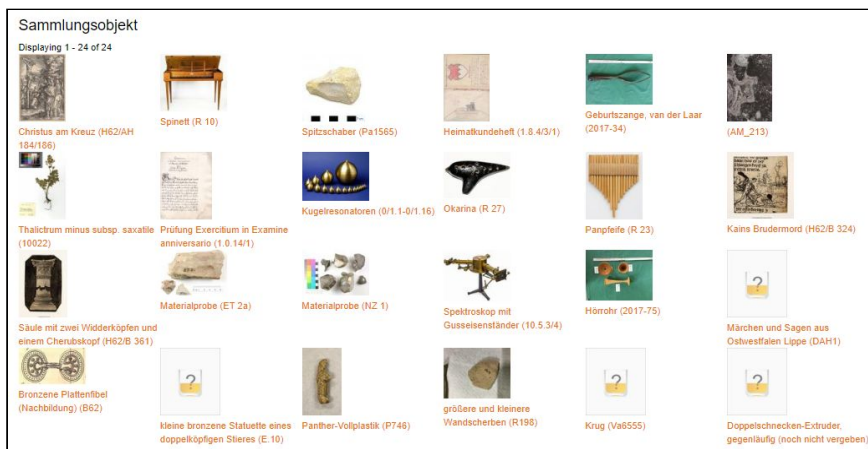 Sammlungsobjekt
Displaying 1 - 24 of 24
Christus am Kreuz (H62/AH
184/186)
Spinett (R 18)
Spitzschaber (Pa1565)
Heimatkundeheft (1.8.4/3/1)
Geburtszange, van der Laar
(2017-34)
(AM_213)
Thalictrum minus subsp. saxatile
(10022)
Prüfung Exercitium in Examine
anniversario (1.0.14/1)
Kugelresonatoren (0/1.1-0/1.16)
Okarina (R 27)
Panpfeife (R 23)
Kains Brudermord (H62/B 324)
Säule mit zwei Widderköpfen und
einem Cherubskopf (H62/B 361)
Materialprobe (ET 2a)
Materialprobe (NZ 1)
Spektroskop mit
Gusseisenständer (10.5.3/4)
Hörrohr (2017-75)
?
Märchen und Sagen aus
Ostwestfalen Lippe (DAH1)
Bronzene Plattenfibel
(Nachbildung) (B62)
?
kleine bronzene Statuette eines
doppelköpfigen Stieres (E.10)
Panther-Vollplastik (P746)
größere und kleinere
Wandscherben (R198)
?
Krug (Va6555)
?
Doppelschnecken-Extruder,
gegenläufig (noch nicht vergeben)